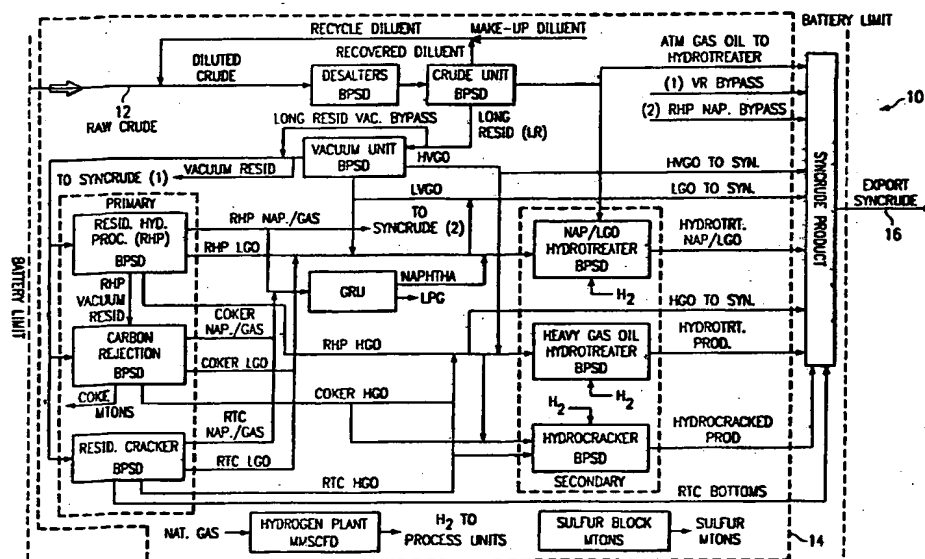 BATTERY LIMIT
RECYCLE DILUENT
MAKE-UP DILUENT
RECOVERED DILUENT
ATM GAS OIL TO
HYDROTREATER
DILUTED
CRUDE
DESALTERS
BPSD
CRUDE UNIT
BPSD
(1) VR BYPASS
(2) RHP NAP. BYPASS
10
12
RAW CRUDE
LONG RESID VAC. BYPASS
LONG
RESID (LR)
VACUUM UNIT
BPSD
HVGO
VACUUM RESID
TO SYNCRUDE (1)
HVGO TO SYN.
LVGO
LGO TO SYN.
SYNCRUDE PRODUCT
EXPORT
SYNCRUDE
16
PRIMARY
RESID. HYD.
PROC. (RHP)
BPSD
RHP NAP./GAS
TO
SYNCRUDE (2)
RHP LGO
NAP/LGO
HYDROTREATER
BPSD
HYDROTRT.
NAP/LGO
NAPHTHA
GRU
LPG
H2
RHP
VACUUM
RESID
BATTERY LIMIT
COKER
NAP./GAS
HGO TO SYN.
CARBON
REJECTION
BPSD
RHP HGO
HEAVY GAS OIL
HYDROTREATER
BPSD
HYDROTRT.
PROD.
COKER LGO
COKE
MTONS
COKER HGO
H2
H2
RTC
NAP./GAS
HYDROCRACKER
BPSD
HYDROCRACKED
PROD
RESID. CRACKER
BPSD
RTC LGO
SECONDARY
RTC HGO
RTC BOTTOMS
NAT. GAS
HYDROGEN PLANT
MMSCFD
H2 TO
PROCESS UNITS
SULFUR BLOCK
MTONS
SULFUR
MTONS
14